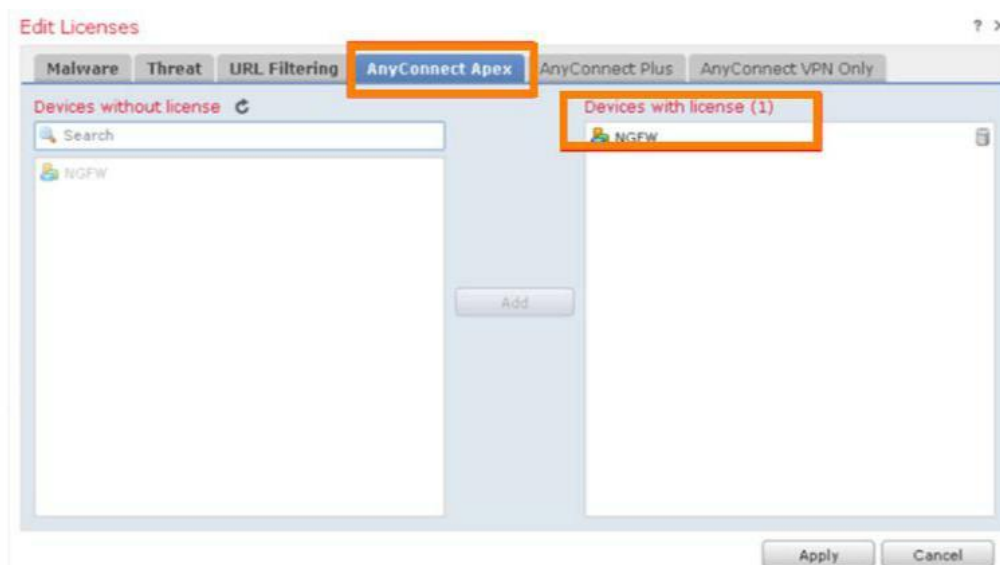 Edit Licenses ? ×
Malware Threat URL Filtering AnyConnect Apex AnyConnect Plus AnyConnect VPN Only
Devices without license Devices with license (1)
Search NGFW
NGFW
Add
Apply Cancel